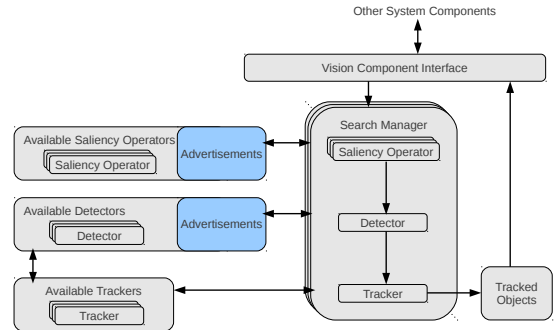 Other System Components
Vision Component Interface
Search Manager
Available Saliency Operators
Saliency Operator
Advertisements
Saliency Operator
Available Detectors
Detector
Advertisements
Detector
Available Trackers
Tracker
Tracker
Tracked
Objects